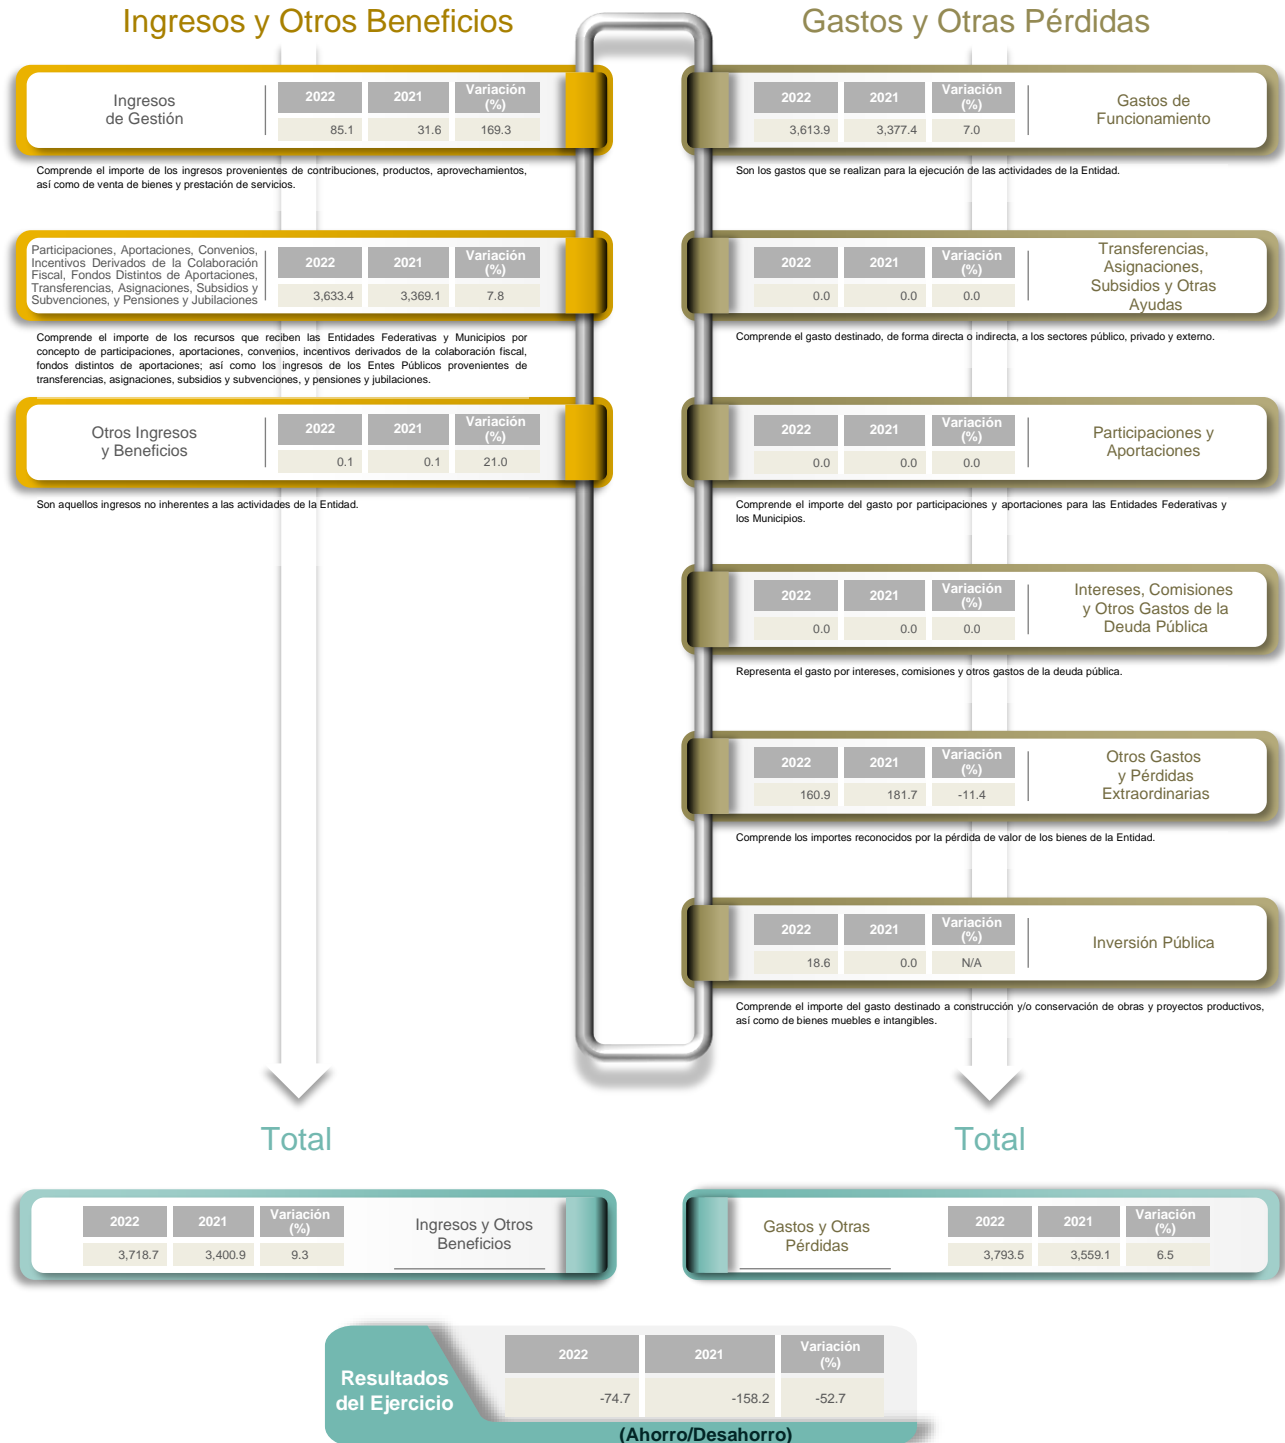 Ingresos y Otros Beneficios
Ingresos
de Gestión
2022 2021 Variación
(%)
85.1 31.6 169.3
Comprende el importe de los ingresos provenientes de contribuciones, productos, aprovechamientos,
así como de venta de bienes y prestación de servicios.
Participaciones, Aportaciones, Convenios,
Incentivos Derivados de la Colaboración
Fiscal, Fondos Distintos de Aportaciones,
Transferencias, Asignaciones, Subsidios y
Subvenciones, y Pensiones y Jubilaciones
2022 2021 Variación
(%)
3,633.4 3,369.1 7.8
Comprende el importe de los recursos que reciben las Entidades Federativas y Municipios por
concepto de participaciones, aportaciones, convenios, incentivos derivados de la colaboración fiscal,
fondos distintos de aportaciones; así como los ingresos de los Entes Públicos provenientes de
transferencias, asignaciones, subsidios y subvenciones, y pensiones y jubilaciones.
Otros Ingresos
y Beneficios
2022 2021 Variación
(%)
0.1 0.1 21.0
Son aquellos ingresos no inherentes a las actividades de la Entidad.
Total
2022 2021 Variación
(%)
3,718.7 3,400.9 9.3
Ingresos y Otros
Beneficios
Gastos y Otras Pérdidas
2022 2021 Variación
(%)
3,613.9 3,377.4 7.0
Gastos de
Funcionamiento
Son los gastos que se realizan para la ejecución de las actividades de la Entidad.
2022 2021 Variación
(%)
0.0 0.0 0.0
Transferencias,
Asignaciones,
Subsidios y Otras
Ayudas
Comprende el gasto destinado, de forma directa o indirecta, a los sectores público, privado y externo.
2022 2021 Variación
(%)
0.0 0.0 0.0
Participaciones y
Aportaciones
Comprende el importe del gasto por participaciones y aportaciones para las Entidades Federativas y
los Municipios.
2022 2021 Variación
(%)
0.0 0.0 0.0
Intereses, Comisiones
y Otros Gastos de la
Deuda Pública
Representa el gasto por intereses, comisiones y otros gastos de la deuda pública.
2022 2021 Variación
(%)
160.9 181.7 -11.4
Otros Gastos
y Pérdidas
Extraordinarias
Comprende los importes reconocidos por la pérdida de valor de los bienes de la Entidad.
2022 2021 Variación
(%)
18.6 0.0 N/A
Inversión Pública
Comprende el importe del gasto destinado a construcción y/o conservación de obras y proyectos productivos,
así como de bienes muebles e intangibles.
Total
Gastos y Otras
Pérdidas
2022 2021 Variación
(%)
3,793.5 3,559.1 6.5
Resultados
del Ejercicio
2022 2021 Variación
(%)
-74.7 -158.2 -52.7
(Ahorro/Desahorro)